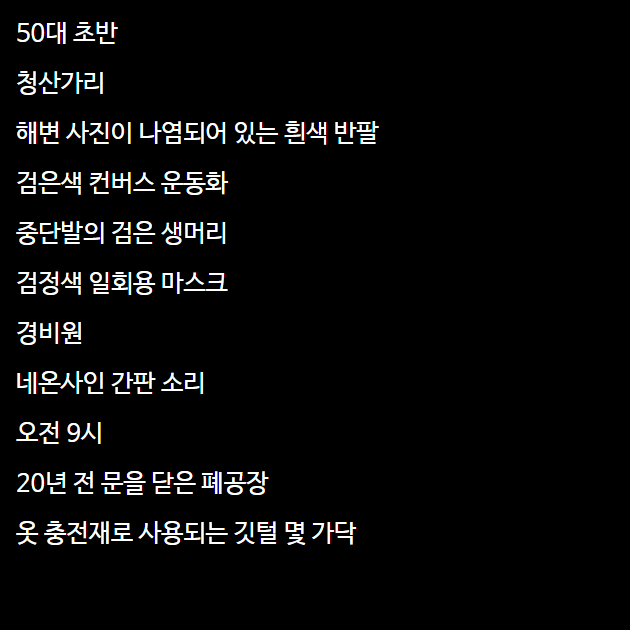 50대 초반
청산가리
해변 사진이 나염되어 있는 흰색 반팔
검은색 컨버스 운동화
중단발의 검은 생머리
검정색 일회용 마스크
경비원
네온사인 간판 소리
오전 9시
20년 전 문을 닫은 폐공장
옷 충전재로 사용되는 깃털 몇 가닥